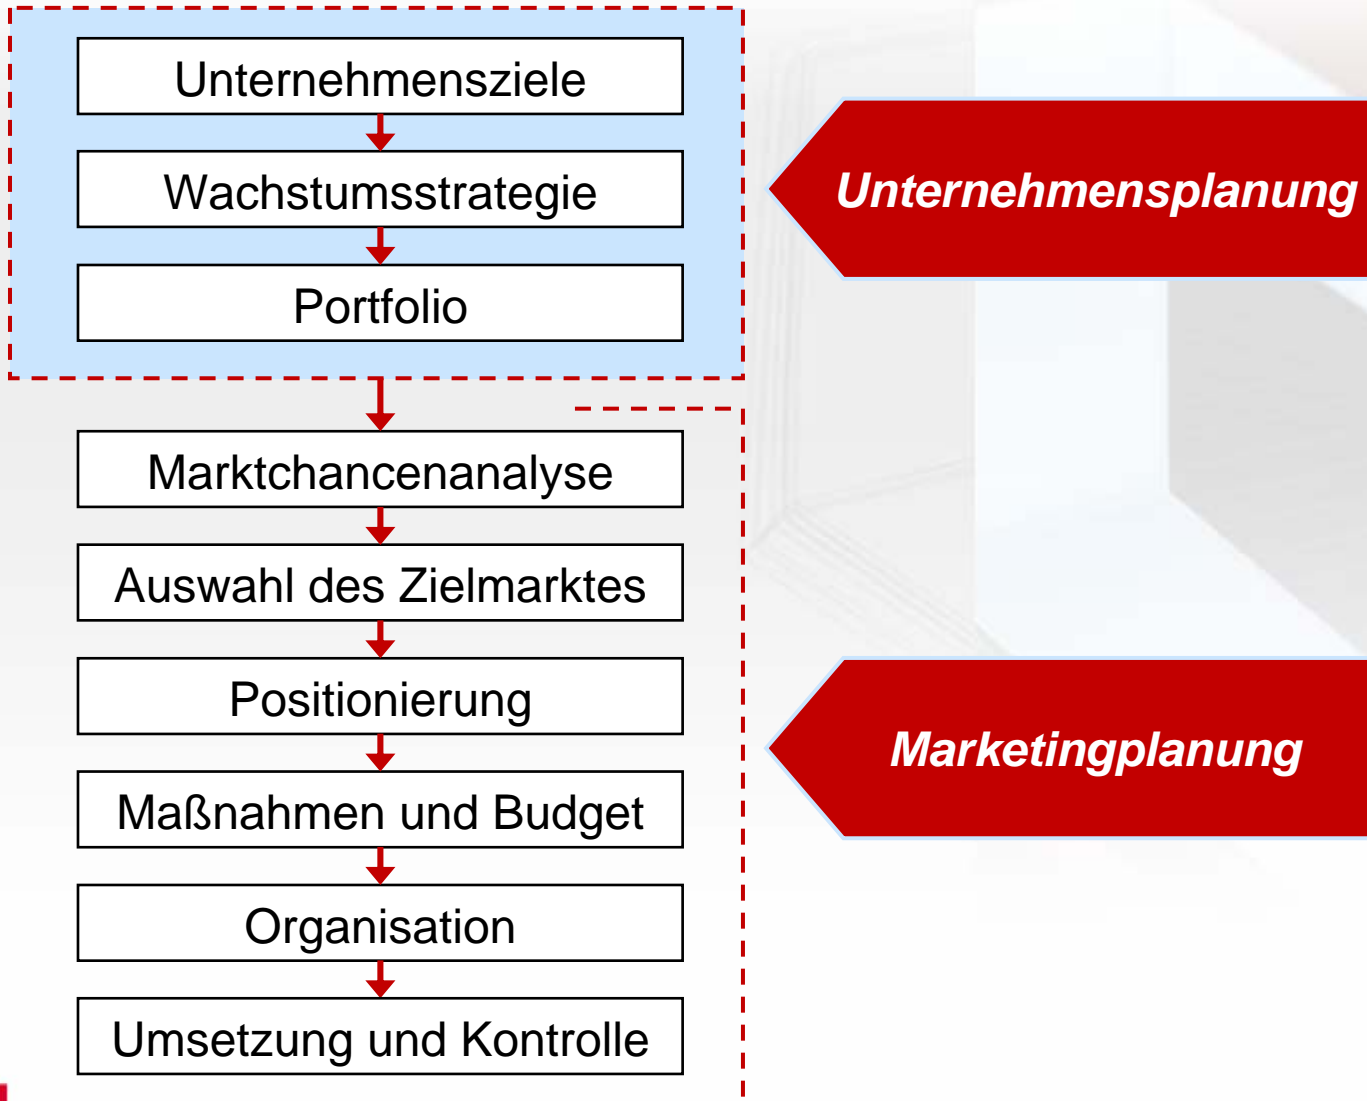 Unternehmensziele
Wachstumsstrategie
Portfolio
Unternehmensplanung
Marktchancenanalyse
Auswahl des Zielmarktes
Positionierung
Maßnahmen und Budget
Organisation
Umsetzung und Kontrolle
Marketingplanung